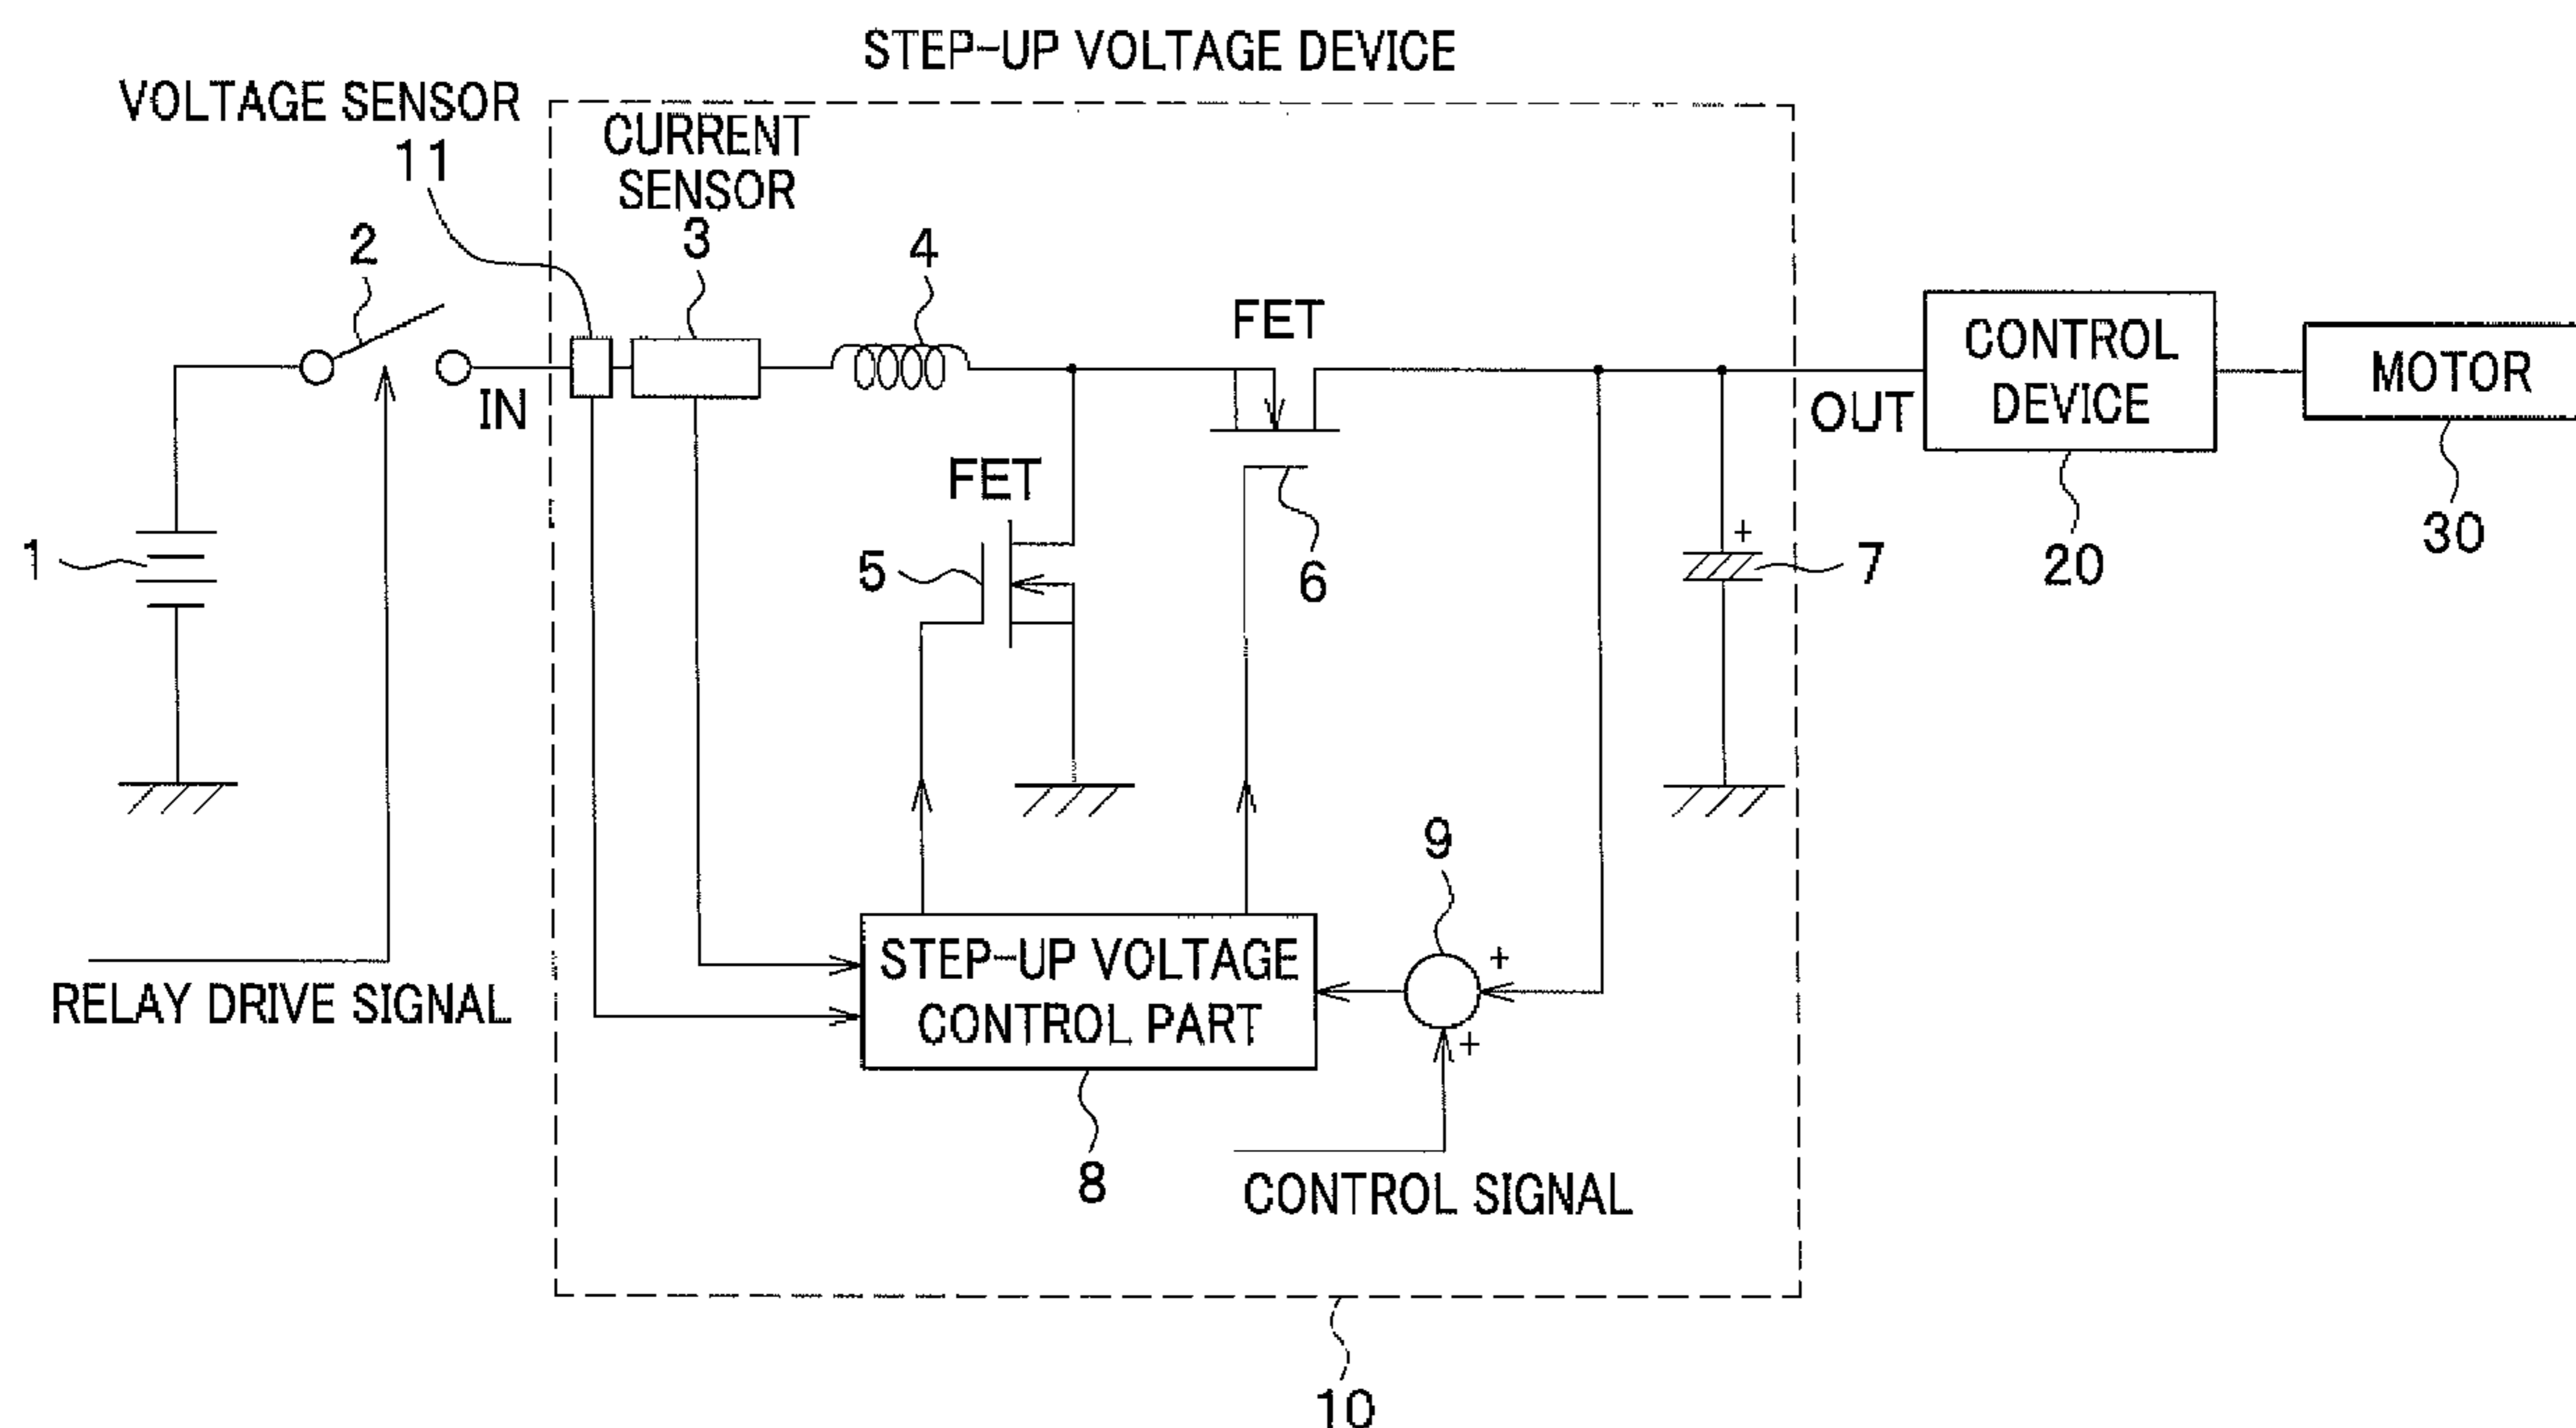 STEP-UP VOLTAGE DEVICE
VOLTAGE SENSOR
11
CURRENT
SENSOR
3
2
4
FET
IN
OUT
CONTROL
DEVICE
MOTOR
FET
1
5
6
+
7
20
30
9
RELAY DRIVE SIGNAL
STEP-UP VOLTAGE
CONTROL PART
+
+
8
CONTROL SIGNAL
10